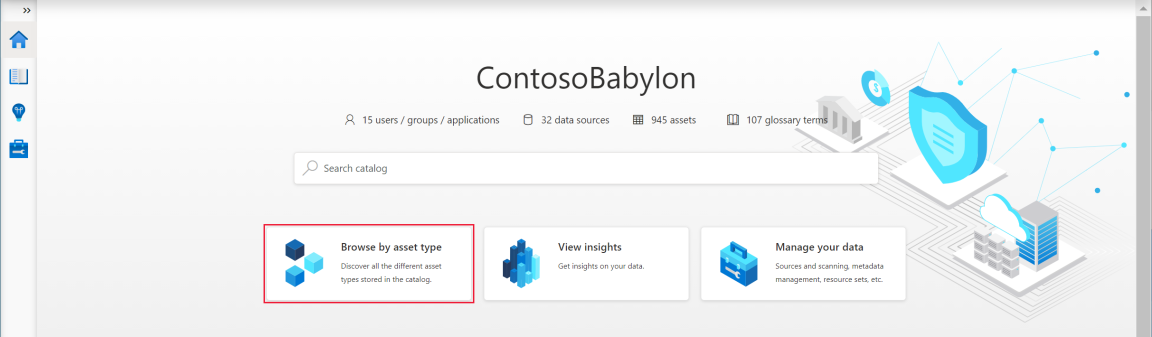 ContosoBabylon
15 users / groups / applications 32 data sources 945 assets 107 glossary terms
Search catalog
Browse by asset type
Discover all the different asset
types stored in the catalog.
View insights
Get insights on your data.
Manage your data
Sources and scanning, metadata
management, resource sets, etc.